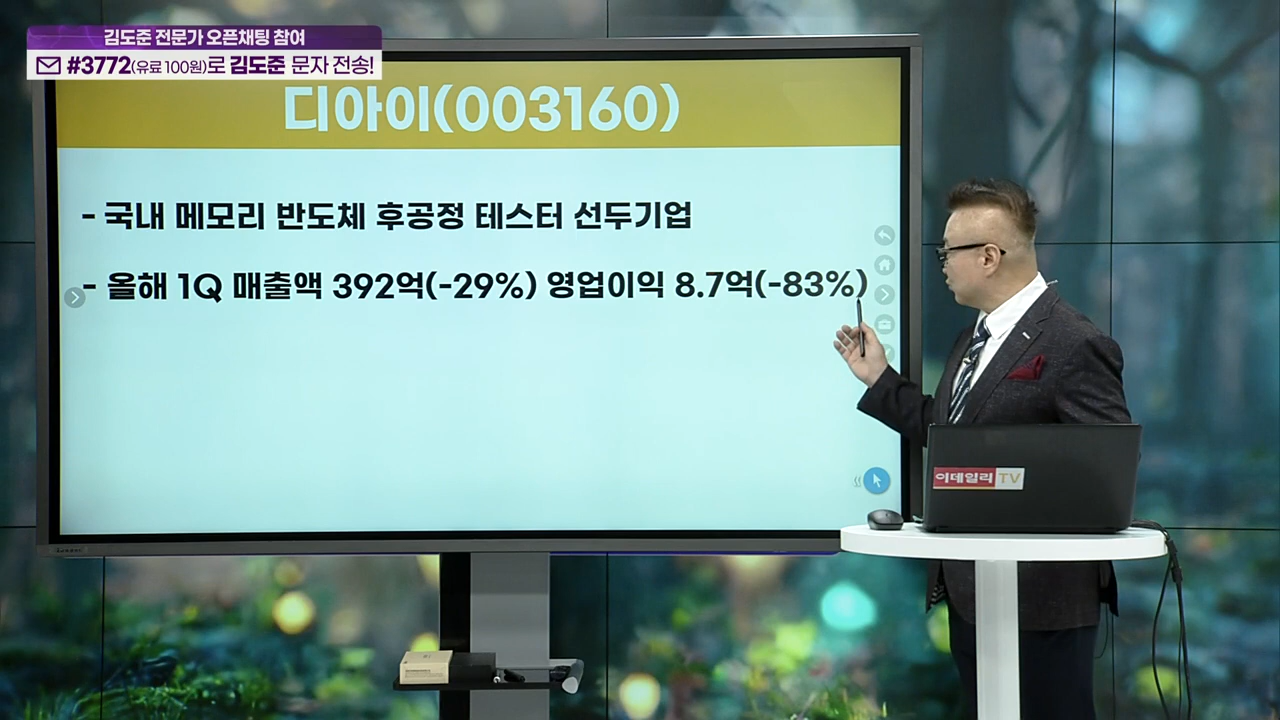 김도준 전문가 오픈채팅 참여
#3772(유료 100원)로 김도준 문자 전송!
디아이(003160)
- 국내 메모리 반도체 후공정 테스터 선두기업
- 올해 1Q 매출액 392억(-29%) 영업이익 8.7억(-83%)
이데일리TV